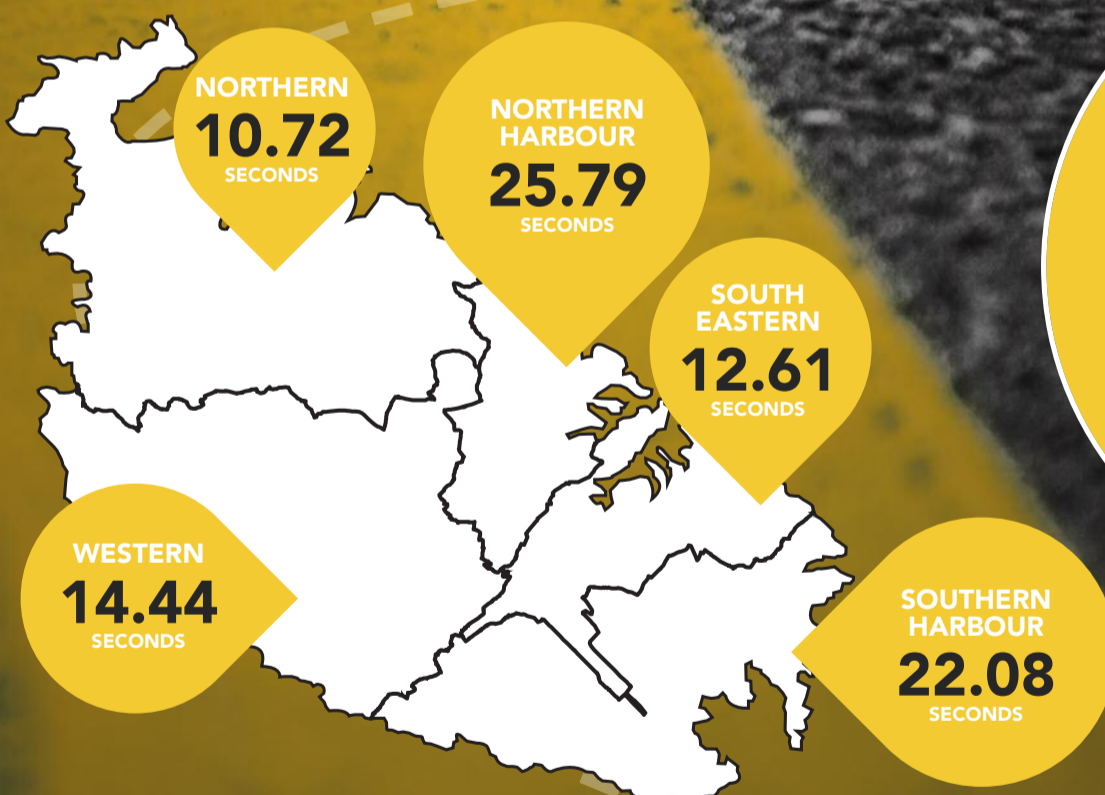 NORTHERN
10.72
SECONDS
NORTHERN
HARBOUR
25.79
SECONDS
SOUTH
EASTERN
12.61
SECONDS
WESTERN
14.44
SECONDS
SOUTHERN
HARBOUR
22.08
SECONDS